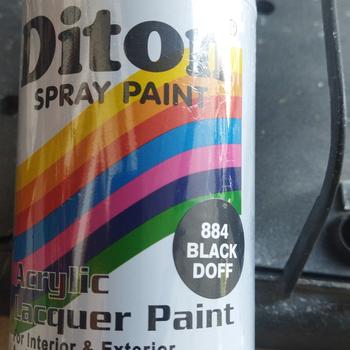 Diton®
SPRAY PAINT
884
BLACK
DOFF
Acrylic
Lacquer Paint
For Interior & Exterior